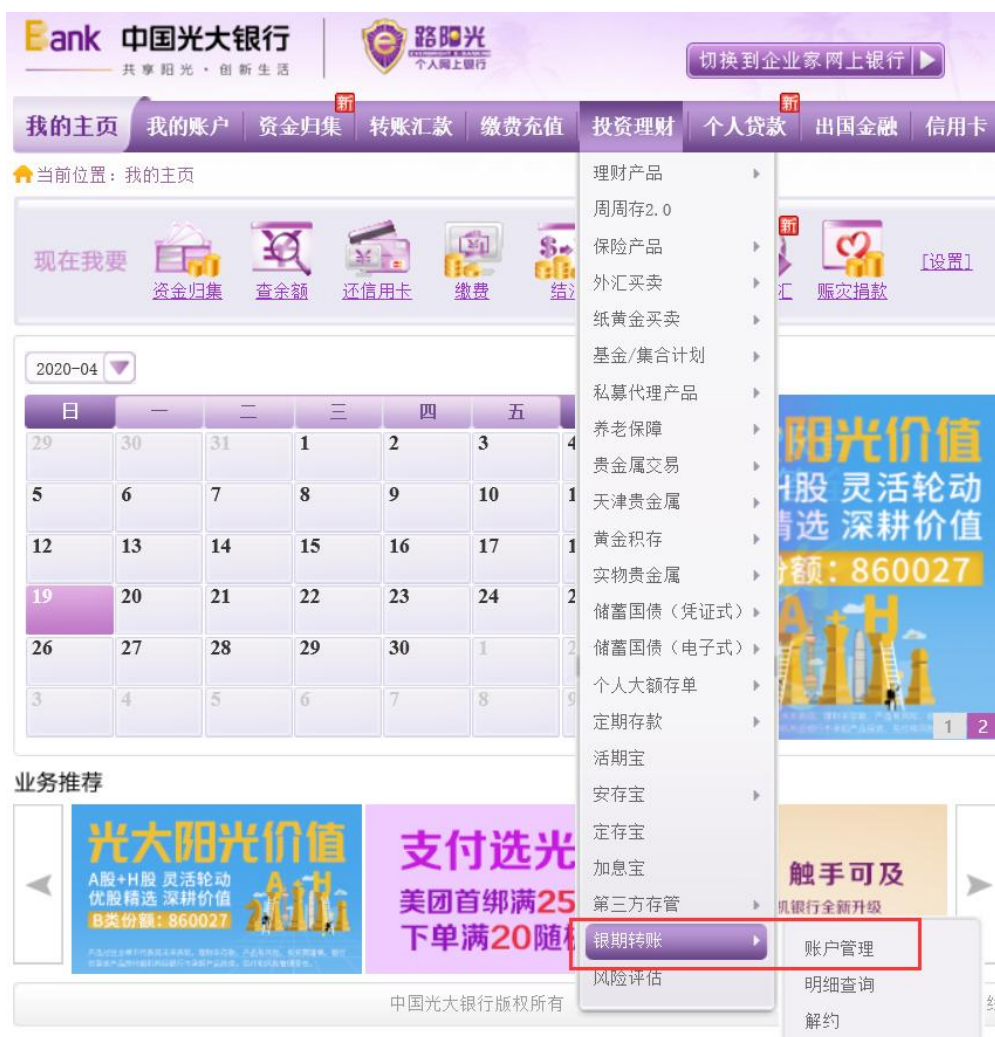 Bank 中国光大银行
共享阳光·创新生活
e路阳光
个人网上银行
切换到企业家网上银行
我的主页 我的账户 资金归集 新 转账汇款 缴费充值 投资理财 个人贷款 新 出国金融 信用卡
当前位置：我的主页
现在我要
资金归集 查余额 还信用卡 缴费 新 赈灾捐款 [设置]
2020-04
日 一 二 三 四 五
29 30 31 1 2 3 4
5 6 7 8 9 10 1
12 13 14 15 16 17 1
19 20 21 22 23 24 2
26 27 28 29 30 1 2
3 4 5 6 7 8 9
理财产品
周周存2.0
保险产品
外汇买卖
纸黄金买卖
基金/集合计划
私募代理产品
养老保障
贵金属交易
天津贵金属
黄金积存
实物贵金属
储蓄国债（凭证式）
储蓄国债（电子式）
个人大额存单
定期存款
活期宝
安存宝
定存宝
加息宝
第三方存管
银期转账
风险评估
账户管理
明细查询
解约
阳光价值
H股 灵活轮动
精选 深耕价值
份额：860027
A+H
1 2
业务推荐
光大阳光价值
A股+H股 灵活轮动
优股精选 深耕价值
B类份额：860027
A+H
支付选光
美团首绑满25
下单满20随机
触手可及
机银行全新升级
中国光大银行版权所有